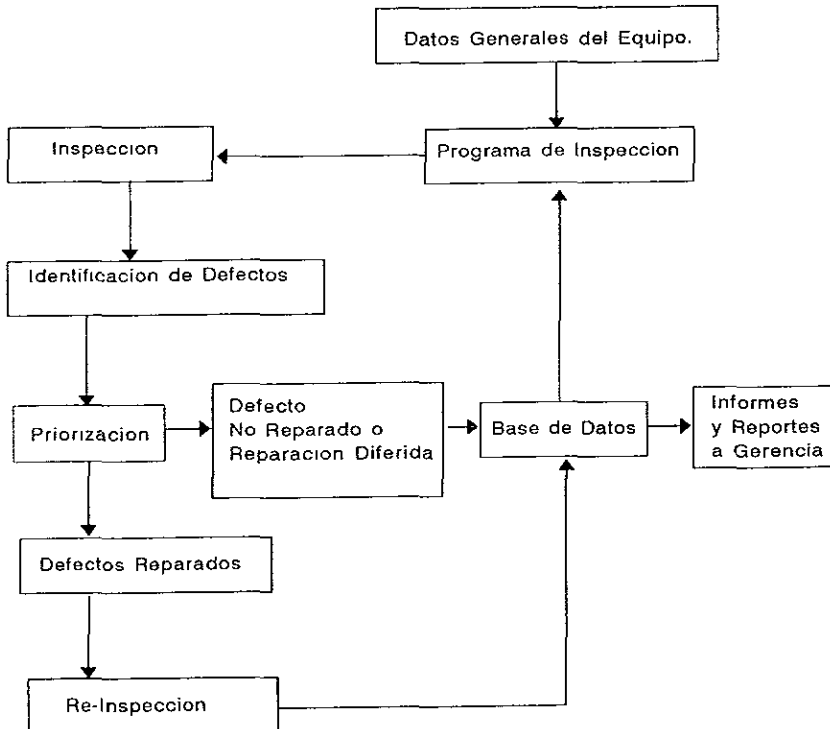 Datos Generales del Equipo.
Inspeccion
Programa de Inspeccion
Identificacion de Defectos
Priorizacion
Defecto
No Reparado o
Reparacion Diferida
Base de Datos
Informes
y Reportes
a Gerencia
Defectos Reparados
Re-Inspeccion